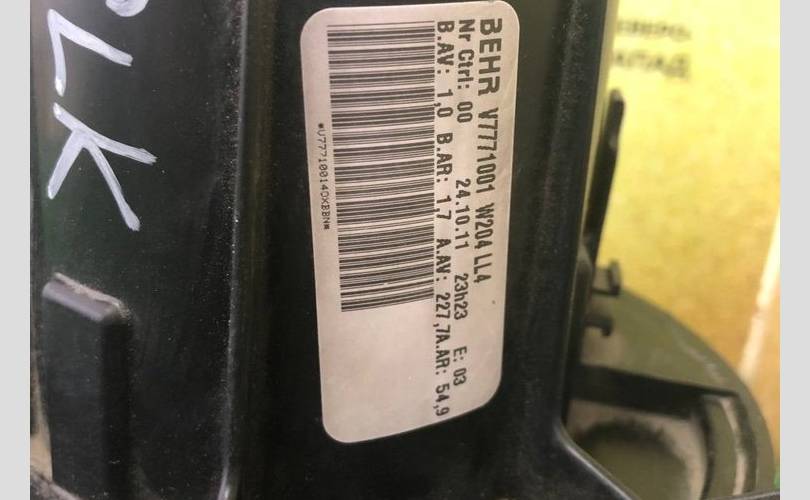 BEHR V7771001 W204 LL4
Nr Ctrl: 00 24.10.11 23h23 E: 03
B.AV: 1,0 B.AR: 1,7 A.AV: 227,7A.AR: 54,9
LK